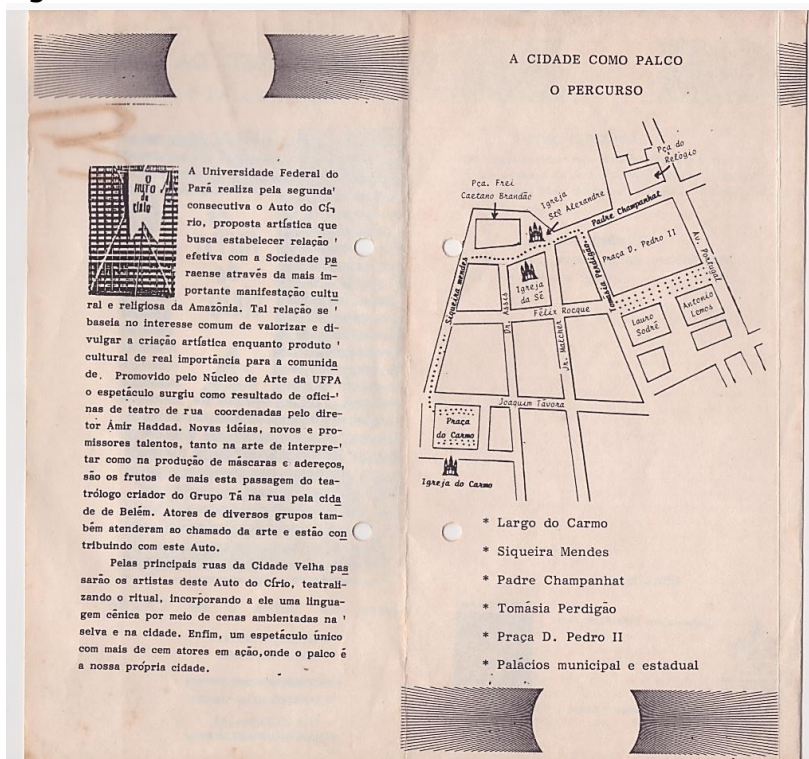 O
AUTO
do
círio
A Universidade Federal do
Pará realiza pela segunda'
consecutiva o Auto do Cí
rio, proposta artística que
busca estabelecer relação '
efetiva com a Sociedade pa
raense através da mais im-
portante manifestação cultu
ral e religiosa da Amazônia. Tal relação se '
baseia no interesse comum de valorizar e di-
vulgar a criação artística enquanto produto '
cultural de real importância para a comunida
de. Promovido pelo Núcleo de Arte da UFPA
o espetáculo surgiu como resultado de ofici-'
nas de teatro de rua coordenadas pelo dire-
tor Ámir Haddad. Novas idéias, novos e pro-
missores talentos, tanto na arte de interpre-'
tar como na produção de máscaras e adereços,
são os frutos de mais esta passagem do tea-
trólogo criador do Grupo Tá na rua pela cida
de de Belém. Atores de diversos grupos tam-
bém atenderam ao chamado da arte e estão con
tribuindo com este Auto.
Pelas principais ruas da Cidade Velha pas
sarão os artistas deste Auto do Círio, teatrali-
zando o ritual, incorporando a ele uma lingua-
gem cênica por meio de cenas ambientadas na '
selva e na cidade. Enfim, um espetáculo único
com mais de cem atores em ação,onde o palco é
a nossa própria cidade.
A CIDADE COMO PALCO
O PERCURSO
Pça do
Relógio
Pça. Frei
Caetano Brandão
Igreja
Stº Alexandre
Padre Champanhat
Praça D. Pedro II
Av. Portugal
Siqueira mendes
Tomásia Perdigão
Igreja
da Sé
Dr. Assis
Félix Rocque
Jr. Malcher
Lauro
Sodré
Antonio
Lemos
Joaquim Távora
Praça
do Carmo
Igreja do Carmo
* Largo do Carmo
* Siqueira Mendes
* Padre Champanhat
* Tomásia Perdigão
* Praça D. Pedro II
* Palácios municipal e estadual